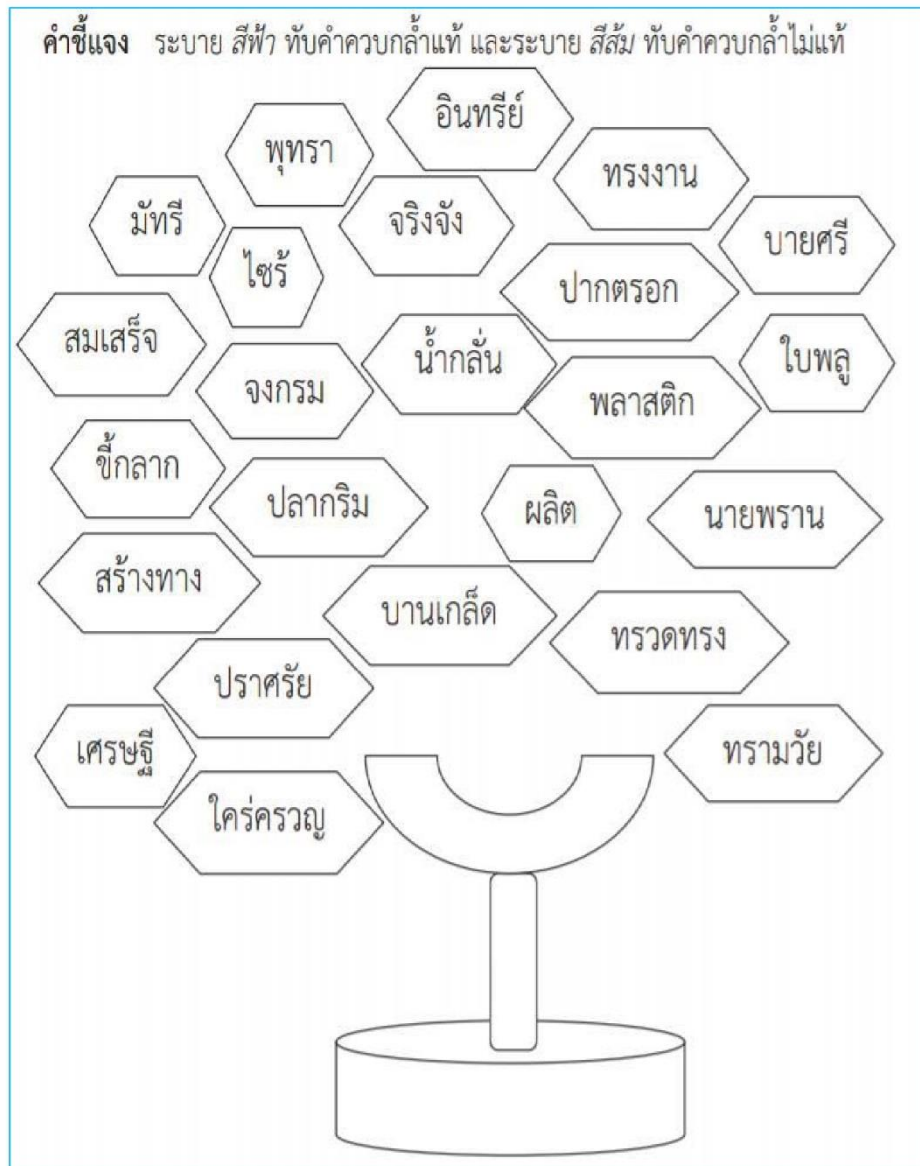 คำชี้แจง ระบาย สีฟ้า ทับคำควบกล้ำแท้ และระบาย สีส้ม ทับคำควบกล้ำไม่แท้
อินทรีย์
พุทรา
ทรงงาน
มัทรี
จริงจัง
บายศรี
ไซร้
ปากตรอก
สมเสร็จ
น้ำกลั่น
ใบพลู
จงกรม
พลาสติก
ขี้กลาก
ปลากริม
ผลิต
นายพราน
สร้างทาง
บานเกล็ด
ทรวดทรง
ปราศรัย
เศรษฐี
ทรามวัย
ใคร่ครวญ